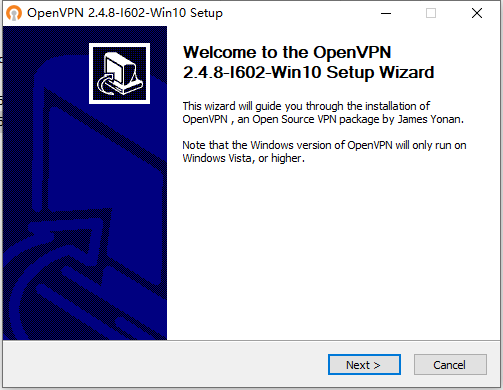 OpenVPN 2.4.8-I602-Win10 Setup
Welcome to the OpenVPN
2.4.8-I602-Win10 Setup Wizard
This wizard will guide you through the installation of
OpenVPN , an Open Source VPN package by James Yonan.
Note that the Windows version of OpenVPN will only run on
Windows Vista, or higher.
Next >
Cancel